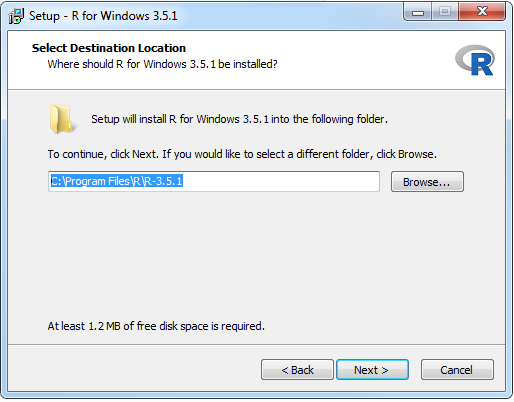 Setup - R for Windows 3.5.1
Select Destination Location
Where should R for Windows 3.5.1 be installed?
R
Setup will install R for Windows 3.5.1 into the following folder.
To continue, click Next. If you would like to select a different folder, click Browse.
C:\Program Files\R\R-3.5.1
Browse...
At least 1.2 MB of free disk space is required.
< Back
Next >
Cancel